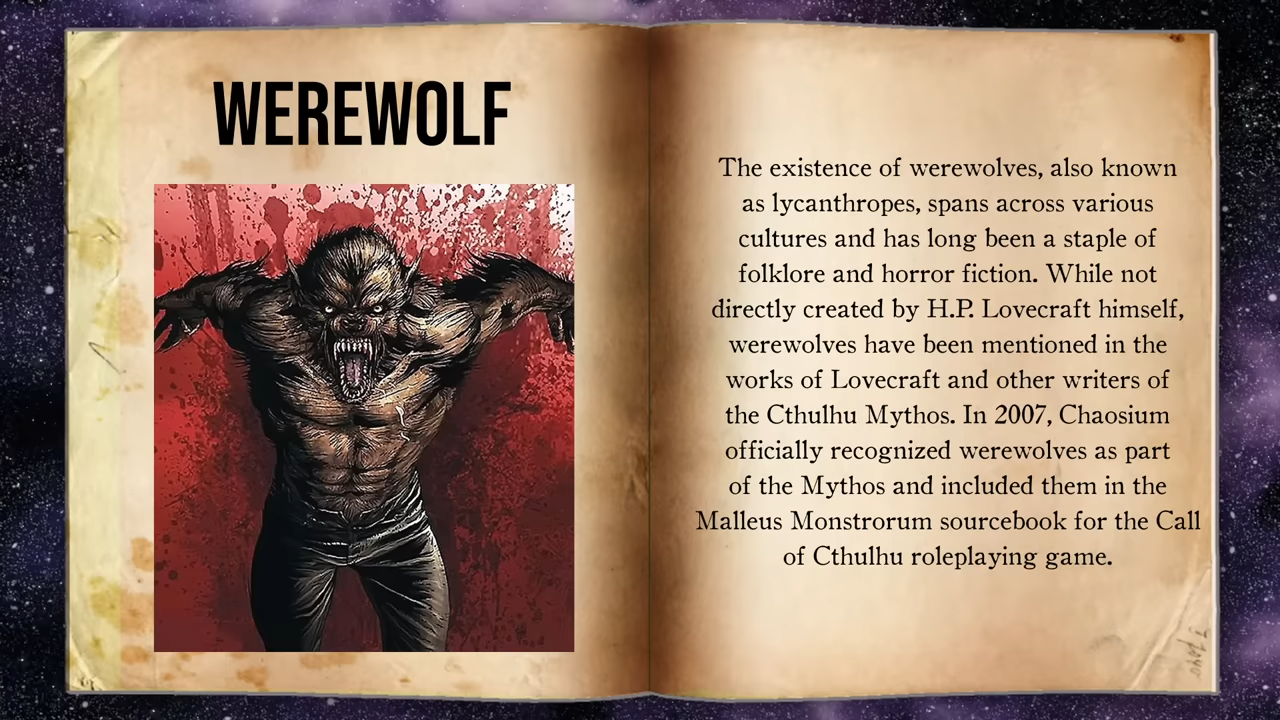 WEREWOLF
The existence of werewolves, also known
as lycanthropes, spans across various
cultures and has long been a staple of
folklore and horror fiction. While not
directly created by H.P. Lovecraft himself,
werewolves have been mentioned in the
works of Lovecraft and other writers of
the Cthulhu Mythos. In 2007, Chaosium
officially recognized werewolves as part
of the Mythos and included them in the
Malleus Monstrorum sourcebook for the Call
of Cthulhu roleplaying game.